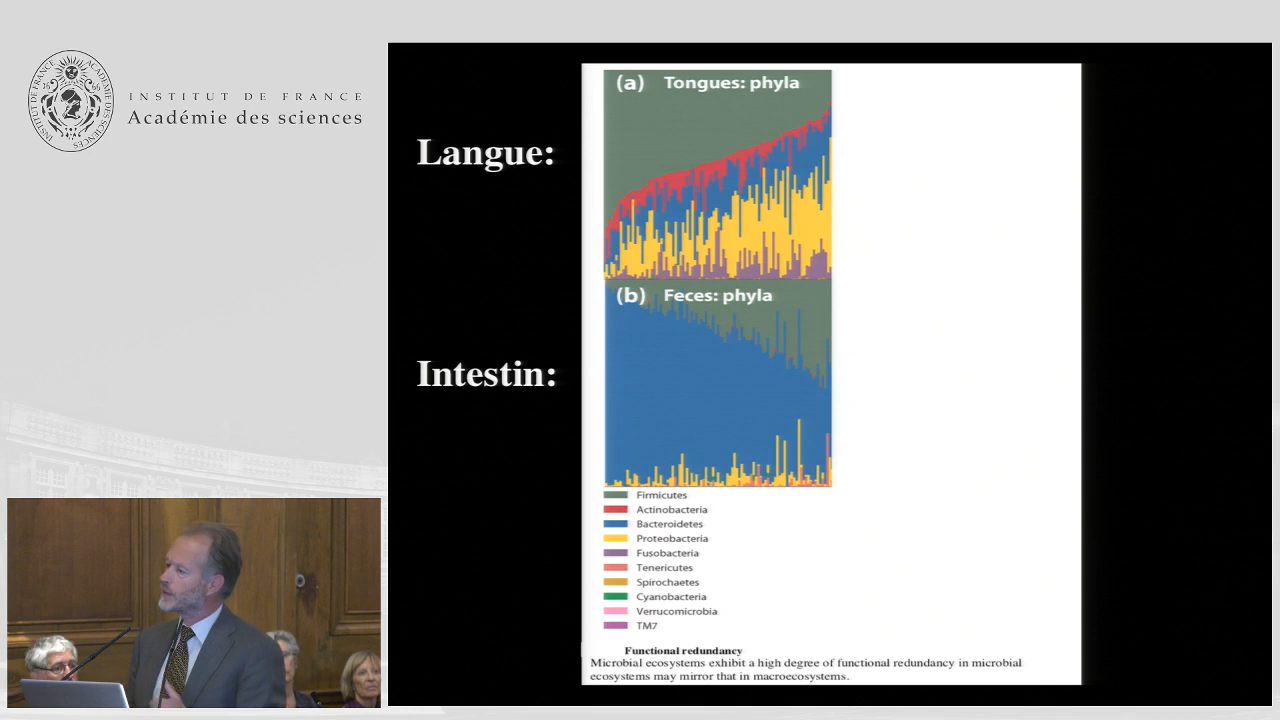 INSTITUT DE FRANCE
Académie des sciences
Langue:
(a) Tongues: phyla
Intestin:
(b) Feces: phyla
Firmicutes
Actinobacteria
Bacteroidetes
Proteobacteria
Fusobacteria
Tenericutes
Spirochaetes
Cyanobacteria
Verrucomicrobia
TM7
Functional redundancy
Microbial ecosystems exhibit a high degree of functional redundancy in microbial
ecosystems may mirror that in macroecosystems.